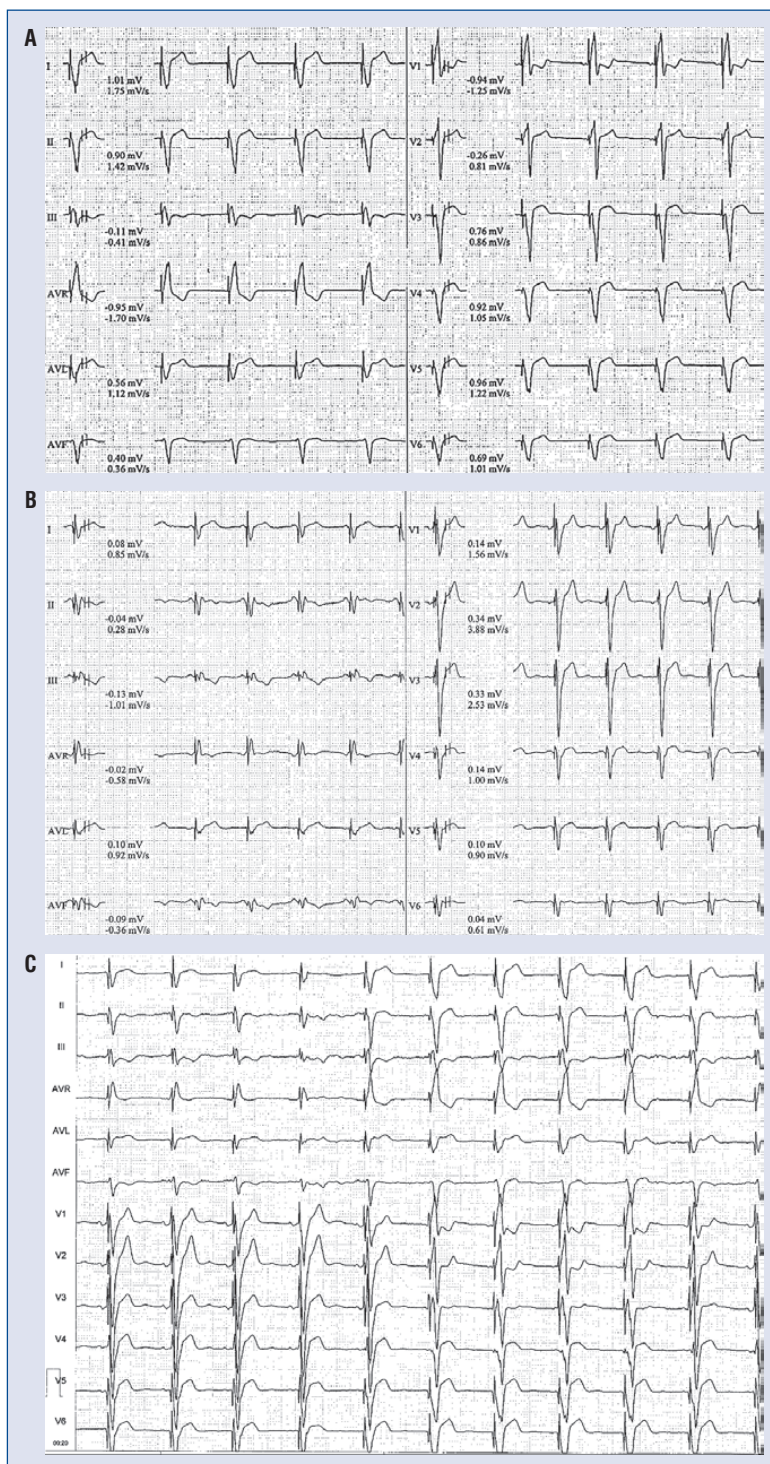 A
I
1.01 mV
1.75 mV/s
II
0.90 mV
1.42 mV/s
III
-0.11 mV
-0.41 mV/s
AVR
-0.95 mV
-1.70 mV/s
AVL
0.56 mV
1.12 mV/s
AVF
0.40 mV
0.36 mV/s
V1
-0.94 mV
-1.25 mV/s
V2
-0.26 mV
0.81 mV/s
V3
0.76 mV
0.86 mV/s
V4
0.92 mV
1.05 mV/s
V5
0.96 mV
1.22 mV/s
V6
0.69 mV
1.01 mV/s
B
I
0.08 mV
0.85 mV/s
II
-0.04 mV
0.28 mV/s
III
-0.13 mV
-1.01 mV/s
AVR
-0.02 mV
-0.58 mV/s
AVL
0.10 mV
0.92 mV/s
AVF
-0.09 mV
-0.36 mV/s
V1
0.14 mV
1.56 mV/s
V2
0.34 mV
3.88 mV/s
V3
0.33 mV
2.53 mV/s
V4
0.14 mV
1.00 mV/s
V5
0.10 mV
0.90 mV/s
V6
0.04 mV
0.61 mV/s
C
I
II
III
AVR
AVL
AVF
V1
V2
V3
V4
V5
V6